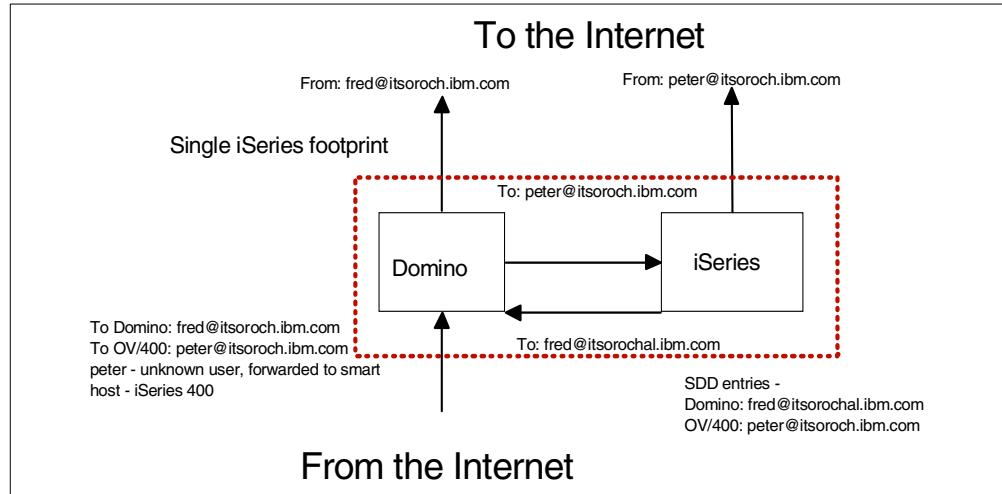 To the Internet
From: fred@itsoroch.ibm.com
From: peter@itsoroch.ibm.com
Single iSeries footprint
To: peter@itsoroch.ibm.com
Domino
iSeries
To Domino: fred@itsoroch.ibm.com
To OV/400: peter@itsoroch.ibm.com
peter - unknown user, forwarded to smart
host - iSeries 400
To: fred@itsorochal.ibm.com
SDD entries -
Domino: fred@itsorochal.ibm.com
OV/400: peter@itsoroch.ibm.com
From the Internet